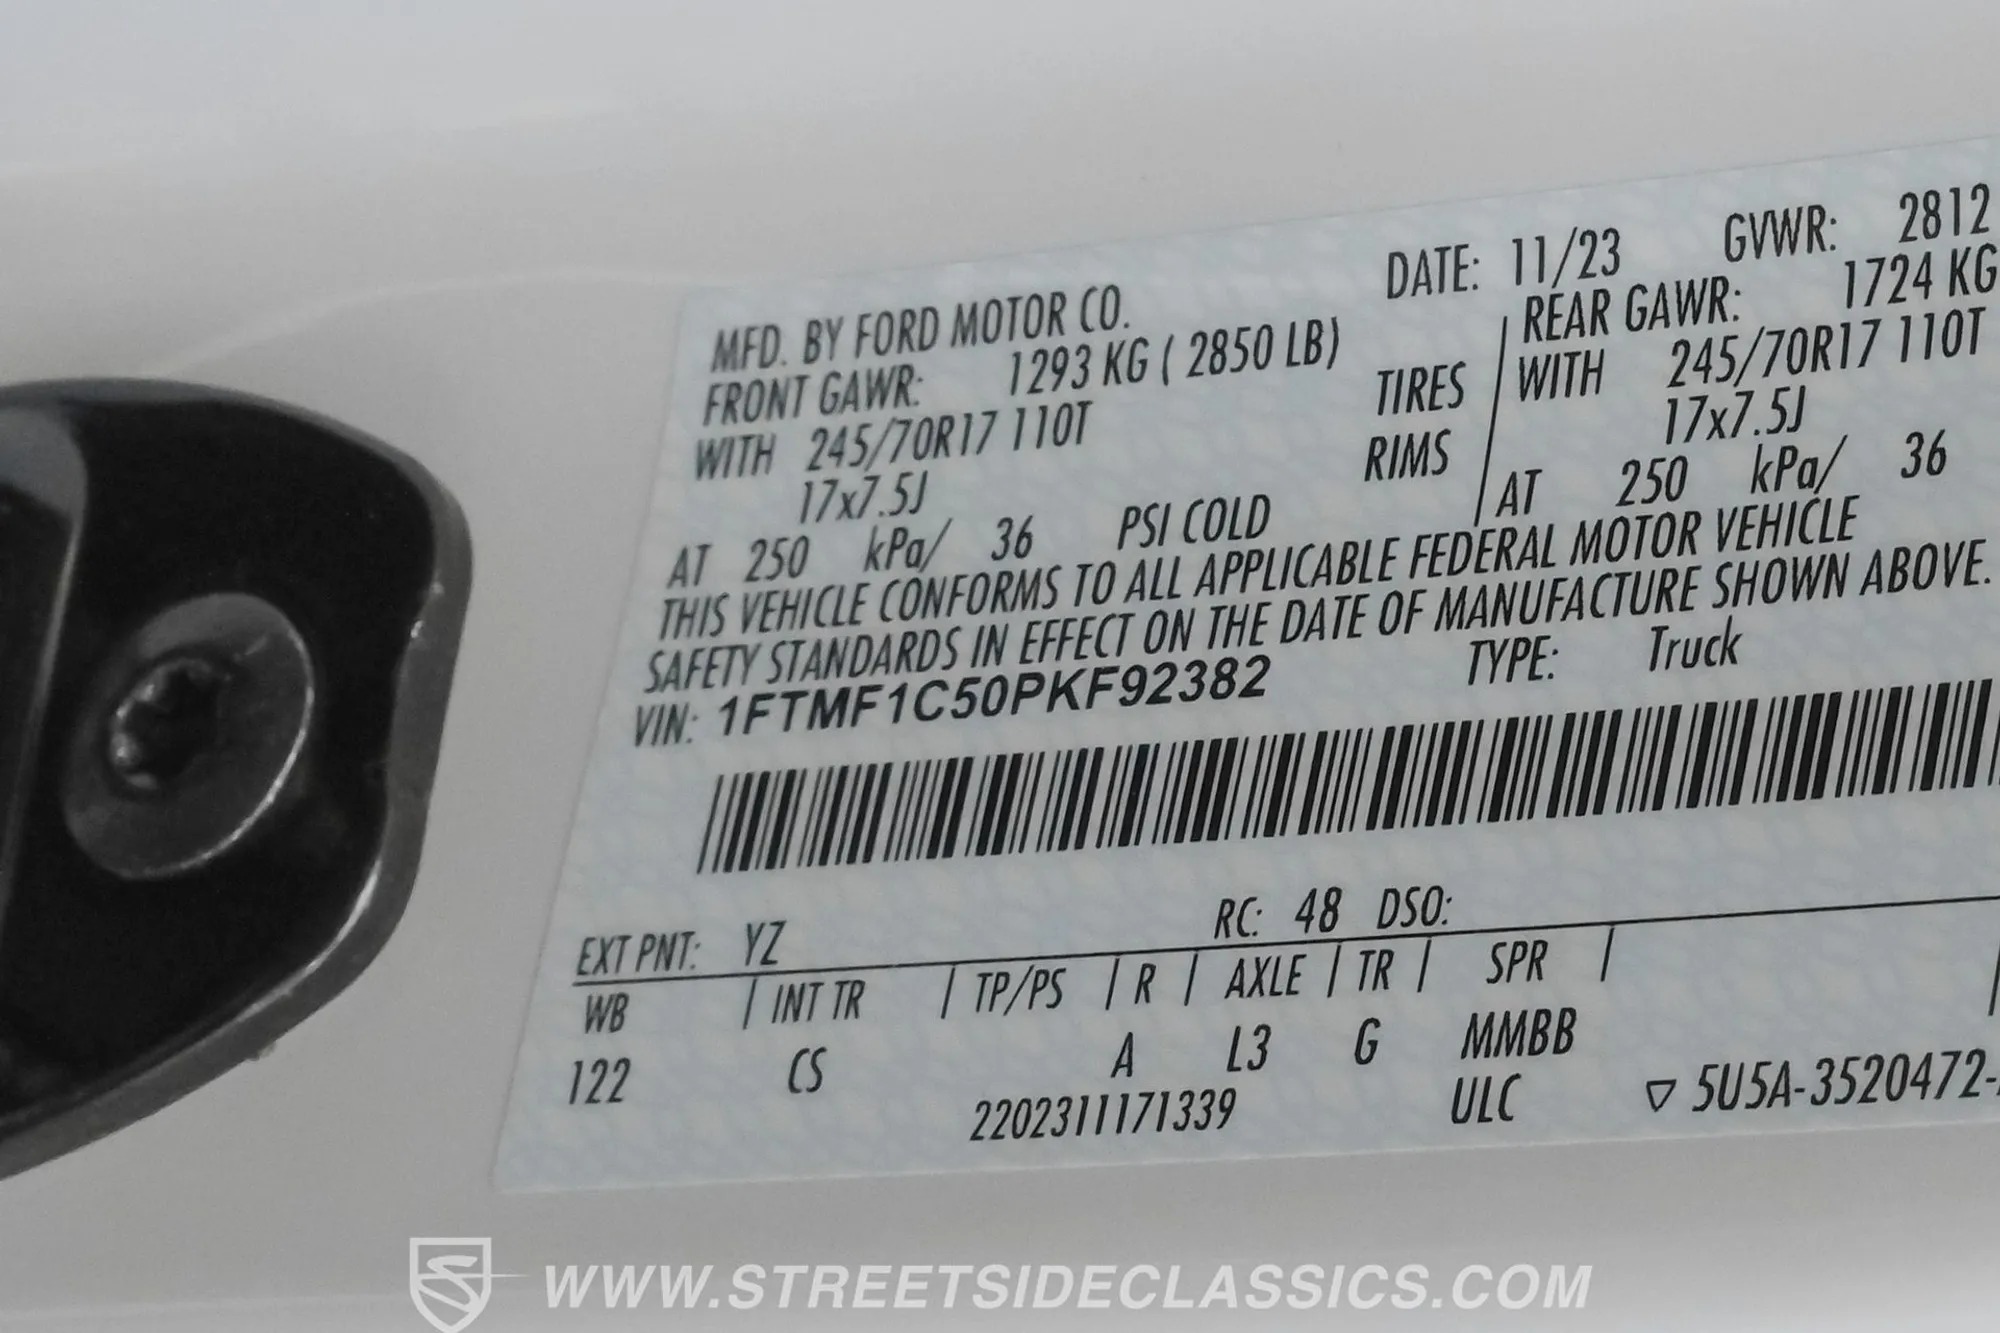 MFD. BY FORD MOTOR CO. DATE: 11/23 GVWR: 2812
FRONT GAWR: 1293 KG ( 2850 LB) REAR GAWR: 1724 KG
WITH 245/70R17 110T TIRES WITH 245/70R17 110T
17x7.5J RIMS 17x7.5J
AT 250 kPa/ 36 PSI COLD AT 250 kPa/ 36
THIS VEHICLE CONFORMS TO ALL APPLICABLE FEDERAL MOTOR VEHICLE
SAFETY STANDARDS IN EFFECT ON THE DATE OF MANUFACTURE SHOWN ABOVE.
VIN: 1FTMF1C50PKF92382 TYPE: Truck
EXT PNT: YZ RC: 48 DSO:
WB | INT TR | TP/PS | R | AXLE | TR | SPR |
122 CS A L3 G MMBB
2202311171339 ULC ▽ 5U5A-3520472-
WWW.STREETSIDECLASSICS.COM